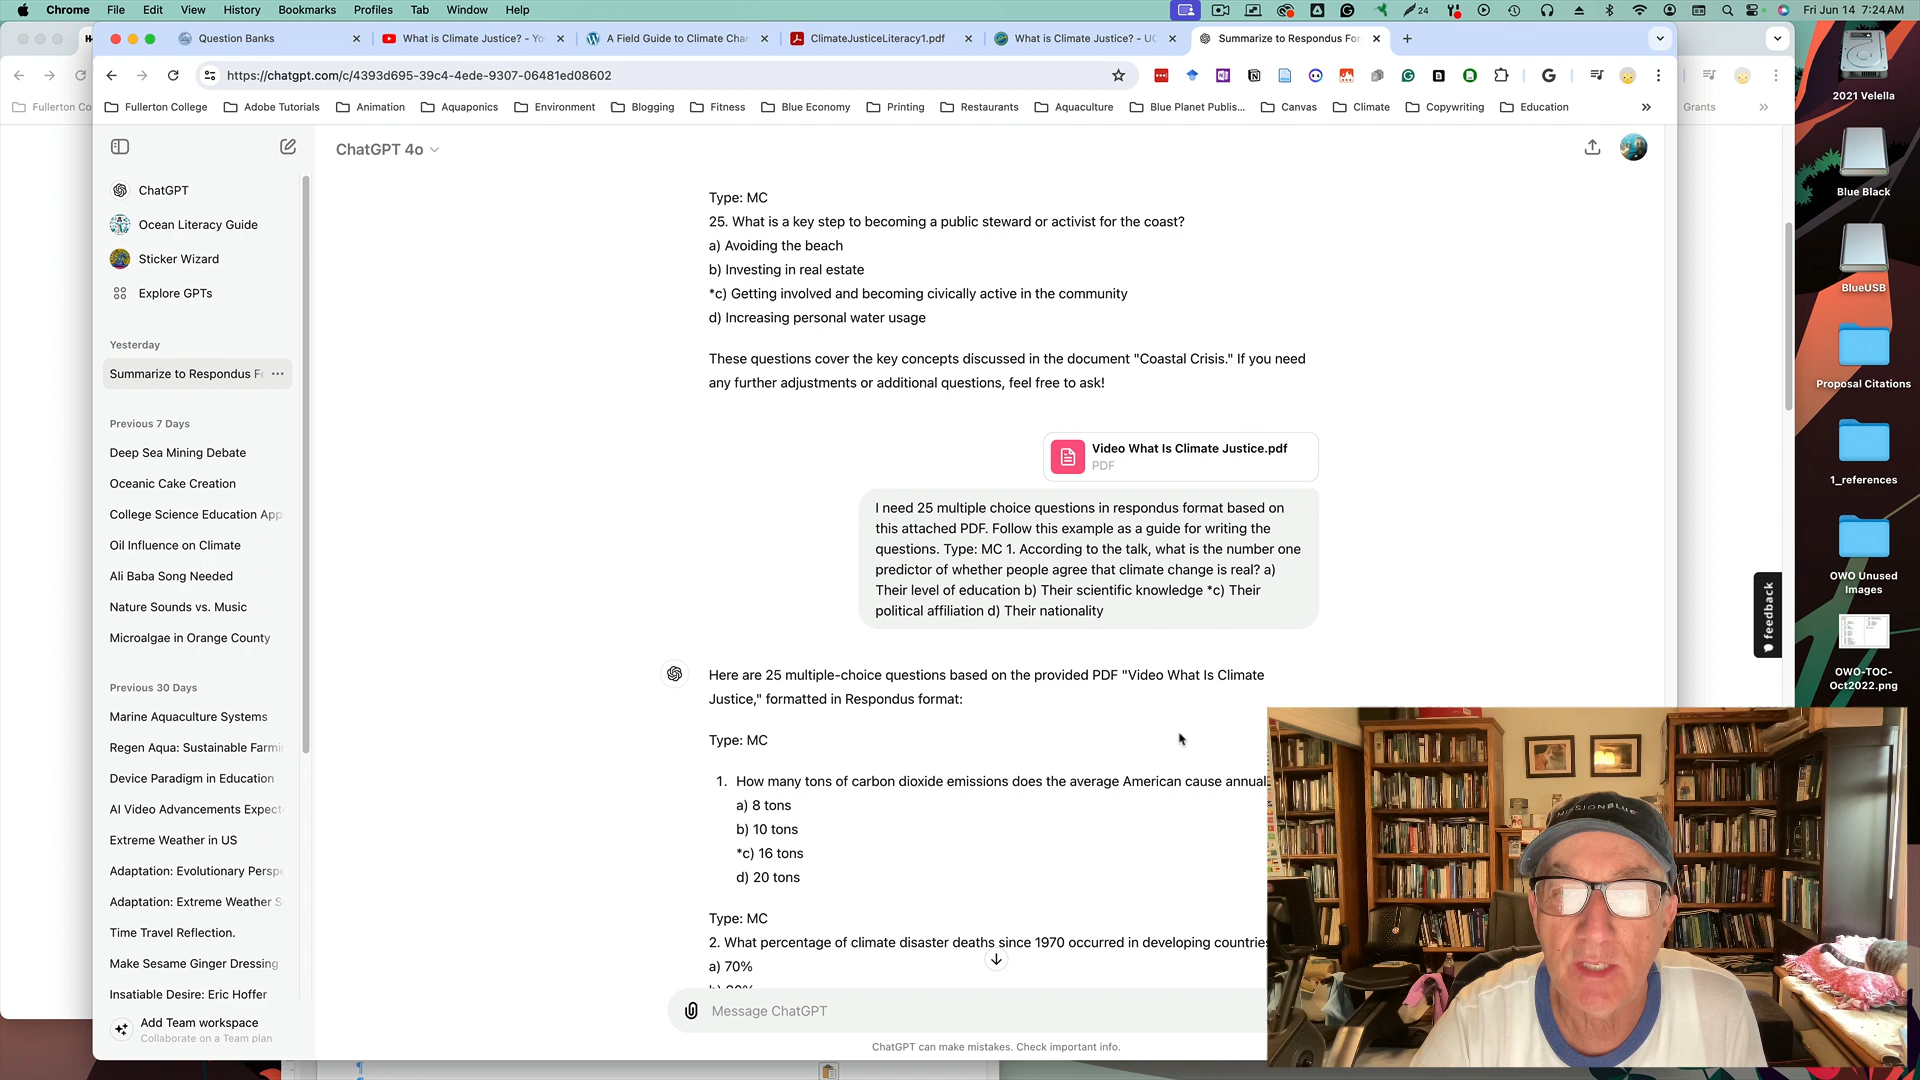 Chrome File Edit View History Bookmarks Profiles Tab Window Help
24
Fri Jun 14 7:24 AM
Question Banks
What is Climate Justice? - Yo
A Field Guide to Climate Chan
ClimateJusticeLiteracy1.pdf
What is Climate Justice? - UC
Summarize to Respondus For
https://chatgpt.com/c/4393d695-39c4-4ede-9307-06481ed08602
Fullerton Co
Fullerton College
Adobe Tutorials
Animation
Aquaponics
Environment
Blogging
Fitness
Blue Economy
Printing
Restaurants
Aquaculture
Blue Planet Publis...
Canvas
Climate
Copywriting
Education
Grants
ChatGPT
Ocean Literacy Guide
Sticker Wizard
Explore GPTs
Yesterday
Summarize to Respondus Fo
Previous 7 Days
Deep Sea Mining Debate
Oceanic Cake Creation
College Science Education App
Oil Influence on Climate
Ali Baba Song Needed
Nature Sounds vs. Music
Microalgae in Orange County
Previous 30 Days
Marine Aquaculture Systems
Regen Aqua: Sustainable Farmi
Device Paradigm in Education
AI Video Advancements Expect
Extreme Weather in US
Adaptation: Evolutionary Perspe
Adaptation: Extreme Weather S
Time Travel Reflection.
Make Sesame Ginger Dressing
Insatiable Desire: Eric Hoffer
Add Team workspace
Collaborate on a Team plan
ChatGPT 4o
Type: MC
25. What is a key step to becoming a public steward or activist for the coast?
a) Avoiding the beach
b) Investing in real estate
*c) Getting involved and becoming civically active in the community
d) Increasing personal water usage
These questions cover the key concepts discussed in the document "Coastal Crisis." If you need
any further adjustments or additional questions, feel free to ask!
Video What Is Climate Justice.pdf
PDF
I need 25 multiple choice questions in respondus format based on
this attached PDF. Follow this example as a guide for writing the
questions. Type: MC 1. According to the talk, what is the number one
predictor of whether people agree that climate change is real? a)
Their level of education b) Their scientific knowledge *c) Their
political affiliation d) Their nationality
Here are 25 multiple-choice questions based on the provided PDF "Video What Is Climate
Justice," formatted in Respondus format:
Type: MC
1. How many tons of carbon dioxide emissions does the average American cause annual
a) 8 tons
b) 10 tons
*c) 16 tons
d) 20 tons
Type: MC
2. What percentage of climate disaster deaths since 1970 occurred in developing countries
a) 70%
Message ChatGPT
ChatGPT can make mistakes. Check important info.
feedback
2021 Velella
Blue Black
BlueUSB
Proposal Citations
1_references
OWO Unused
Images
OWO-TOC-
Oct2022.png
MISSION BLUE